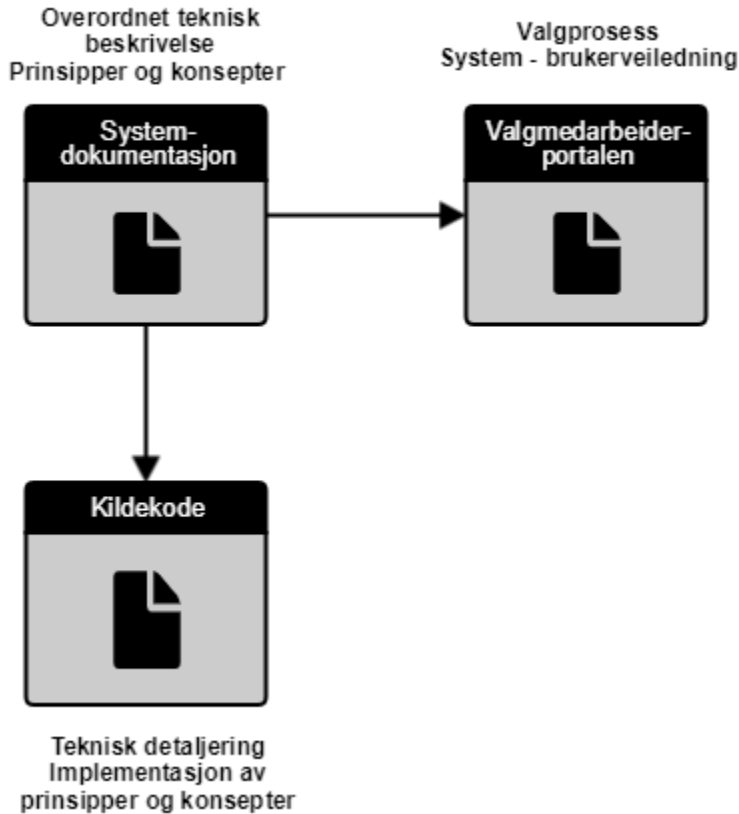 Overordnet teknisk
beskrivelse
Prinsipper og konsepter
Valgprosess
System - brukerveiledning
System-
dokumentasjon
Valgmedarbeider-
portalen
Kildekode
Teknisk detaljering
Implementasjon av
prinsipper og konsepter